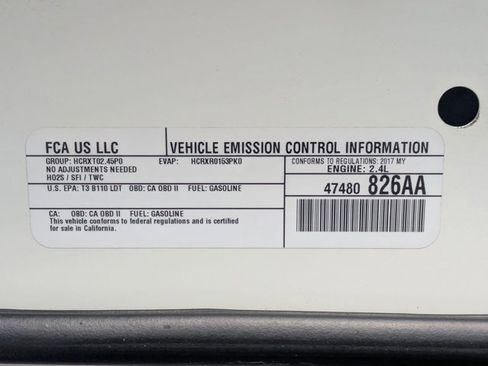 FCA US LLC
VEHICLE EMISSION CONTROL INFORMATION
GROUP: HCRXT02.45P0 EVAP: HCRXR0153PK0
NO ADJUSTMENTS NEEDED
HO2S / SFI / TWC
CONFORMS TO REGULATIONS: 2017 MY
ENGINE: 2.4L
U.S. EPA: T3 B110 LDT OBD: CA OBD II FUEL: GASOLINE
47480 826AA
CA: OBD: CA OBD II FUEL: GASOLINE
This vehicle conforms to federal regulations and is certified
for sale in California.